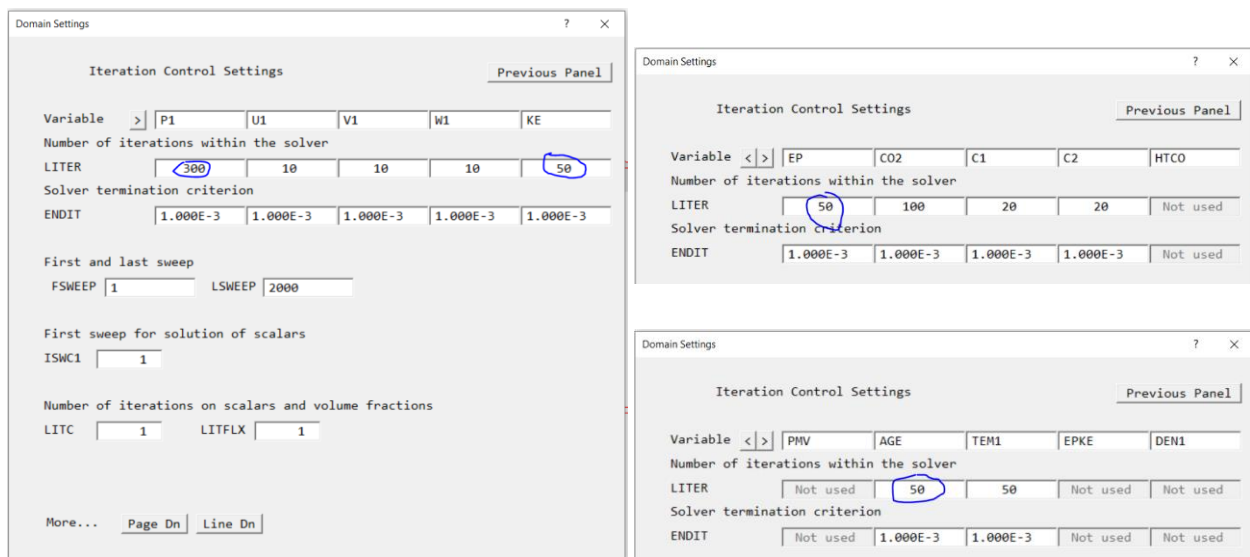 Domain Settings ? ×
Iteration Control Settings Previous Panel
Variable > P1 U1 V1 W1 KE
Number of iterations within the solver
LITER 300 10 10 10 50
Solver termination criterion
ENDIT 1.000E-3 1.000E-3 1.000E-3 1.000E-3 1.000E-3
First and last sweep
FSWEEP 1 LSWEEP 2000
First sweep for solution of scalars
ISWC1 1
Number of iterations on scalars and volume fractions
LITC 1 LITFLX 1
More... Page Dn Line Dn
Domain Settings ? ×
Iteration Control Settings Previous Panel
Variable < > EP CO2 C1 C2 HTCO
Number of iterations within the solver
LITER 50 100 20 20 Not used
Solver termination criterion
ENDIT 1.000E-3 1.000E-3 1.000E-3 1.000E-3 Not used
Domain Settings ? ×
Iteration Control Settings Previous Panel
Variable < > PMV AGE TEM1 EPKE DEN1
Number of iterations within the solver
LITER Not used 50 50 Not used Not used
Solver termination criterion
ENDIT Not used 1.000E-3 1.000E-3 Not used Not used